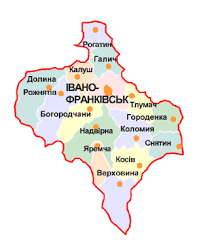 Рогатин
Галич
Калуш
Долина
ІВАНО-
Рожнятів
ФРАНКІВСЬК
Тлумач
Богородчани
Городенка
Надвірна
Коломия
Снятин
Яремча
Косів
Верховина